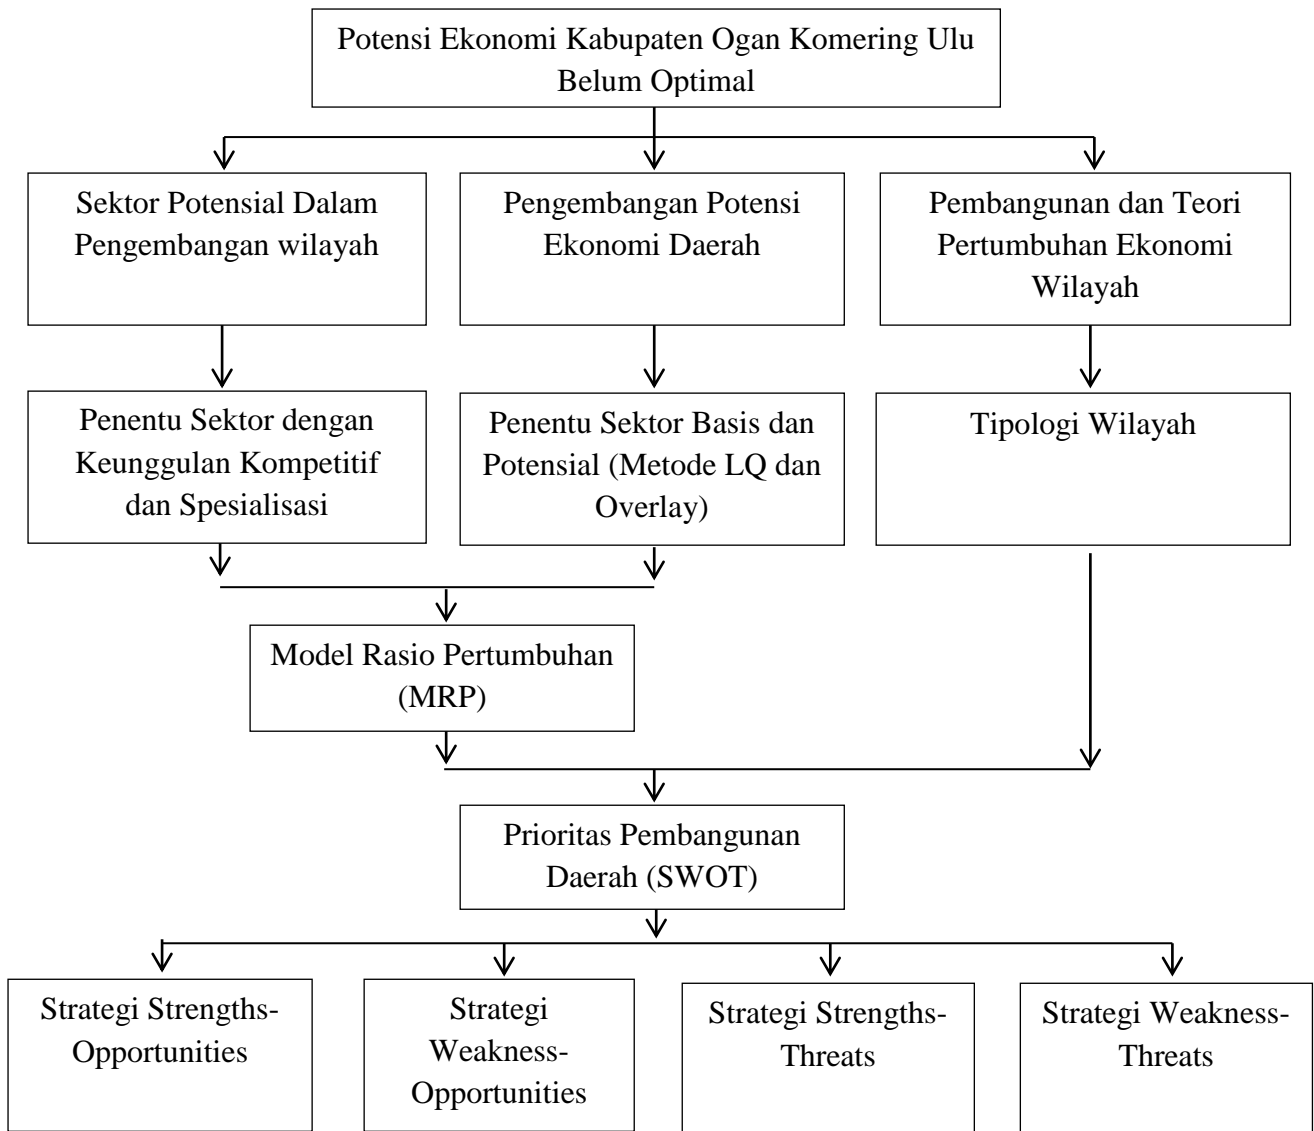 Potensi Ekonomi Kabupaten Ogan Komering Ulu
Belum Optimal
Sektor Potensial Dalam
Pengembangan wilayah
Pengembangan Potensi
Ekonomi Daerah
Pembangunan dan Teori
Pertumbuhan Ekonomi
Wilayah
Penentu Sektor dengan
Keunggulan Kompetitif
dan Spesialisasi
Penentu Sektor Basis dan
Potensial (Metode LQ dan
Overlay)
Tipologi Wilayah
Model Rasio Pertumbuhan
(MRP)
Prioritas Pembangunan
Daerah (SWOT)
Strategi Strengths-
Opportunities
Strategi
Weakness-
Opportunities
Strategi Strengths-
Threats
Strategi Weakness-
Threats